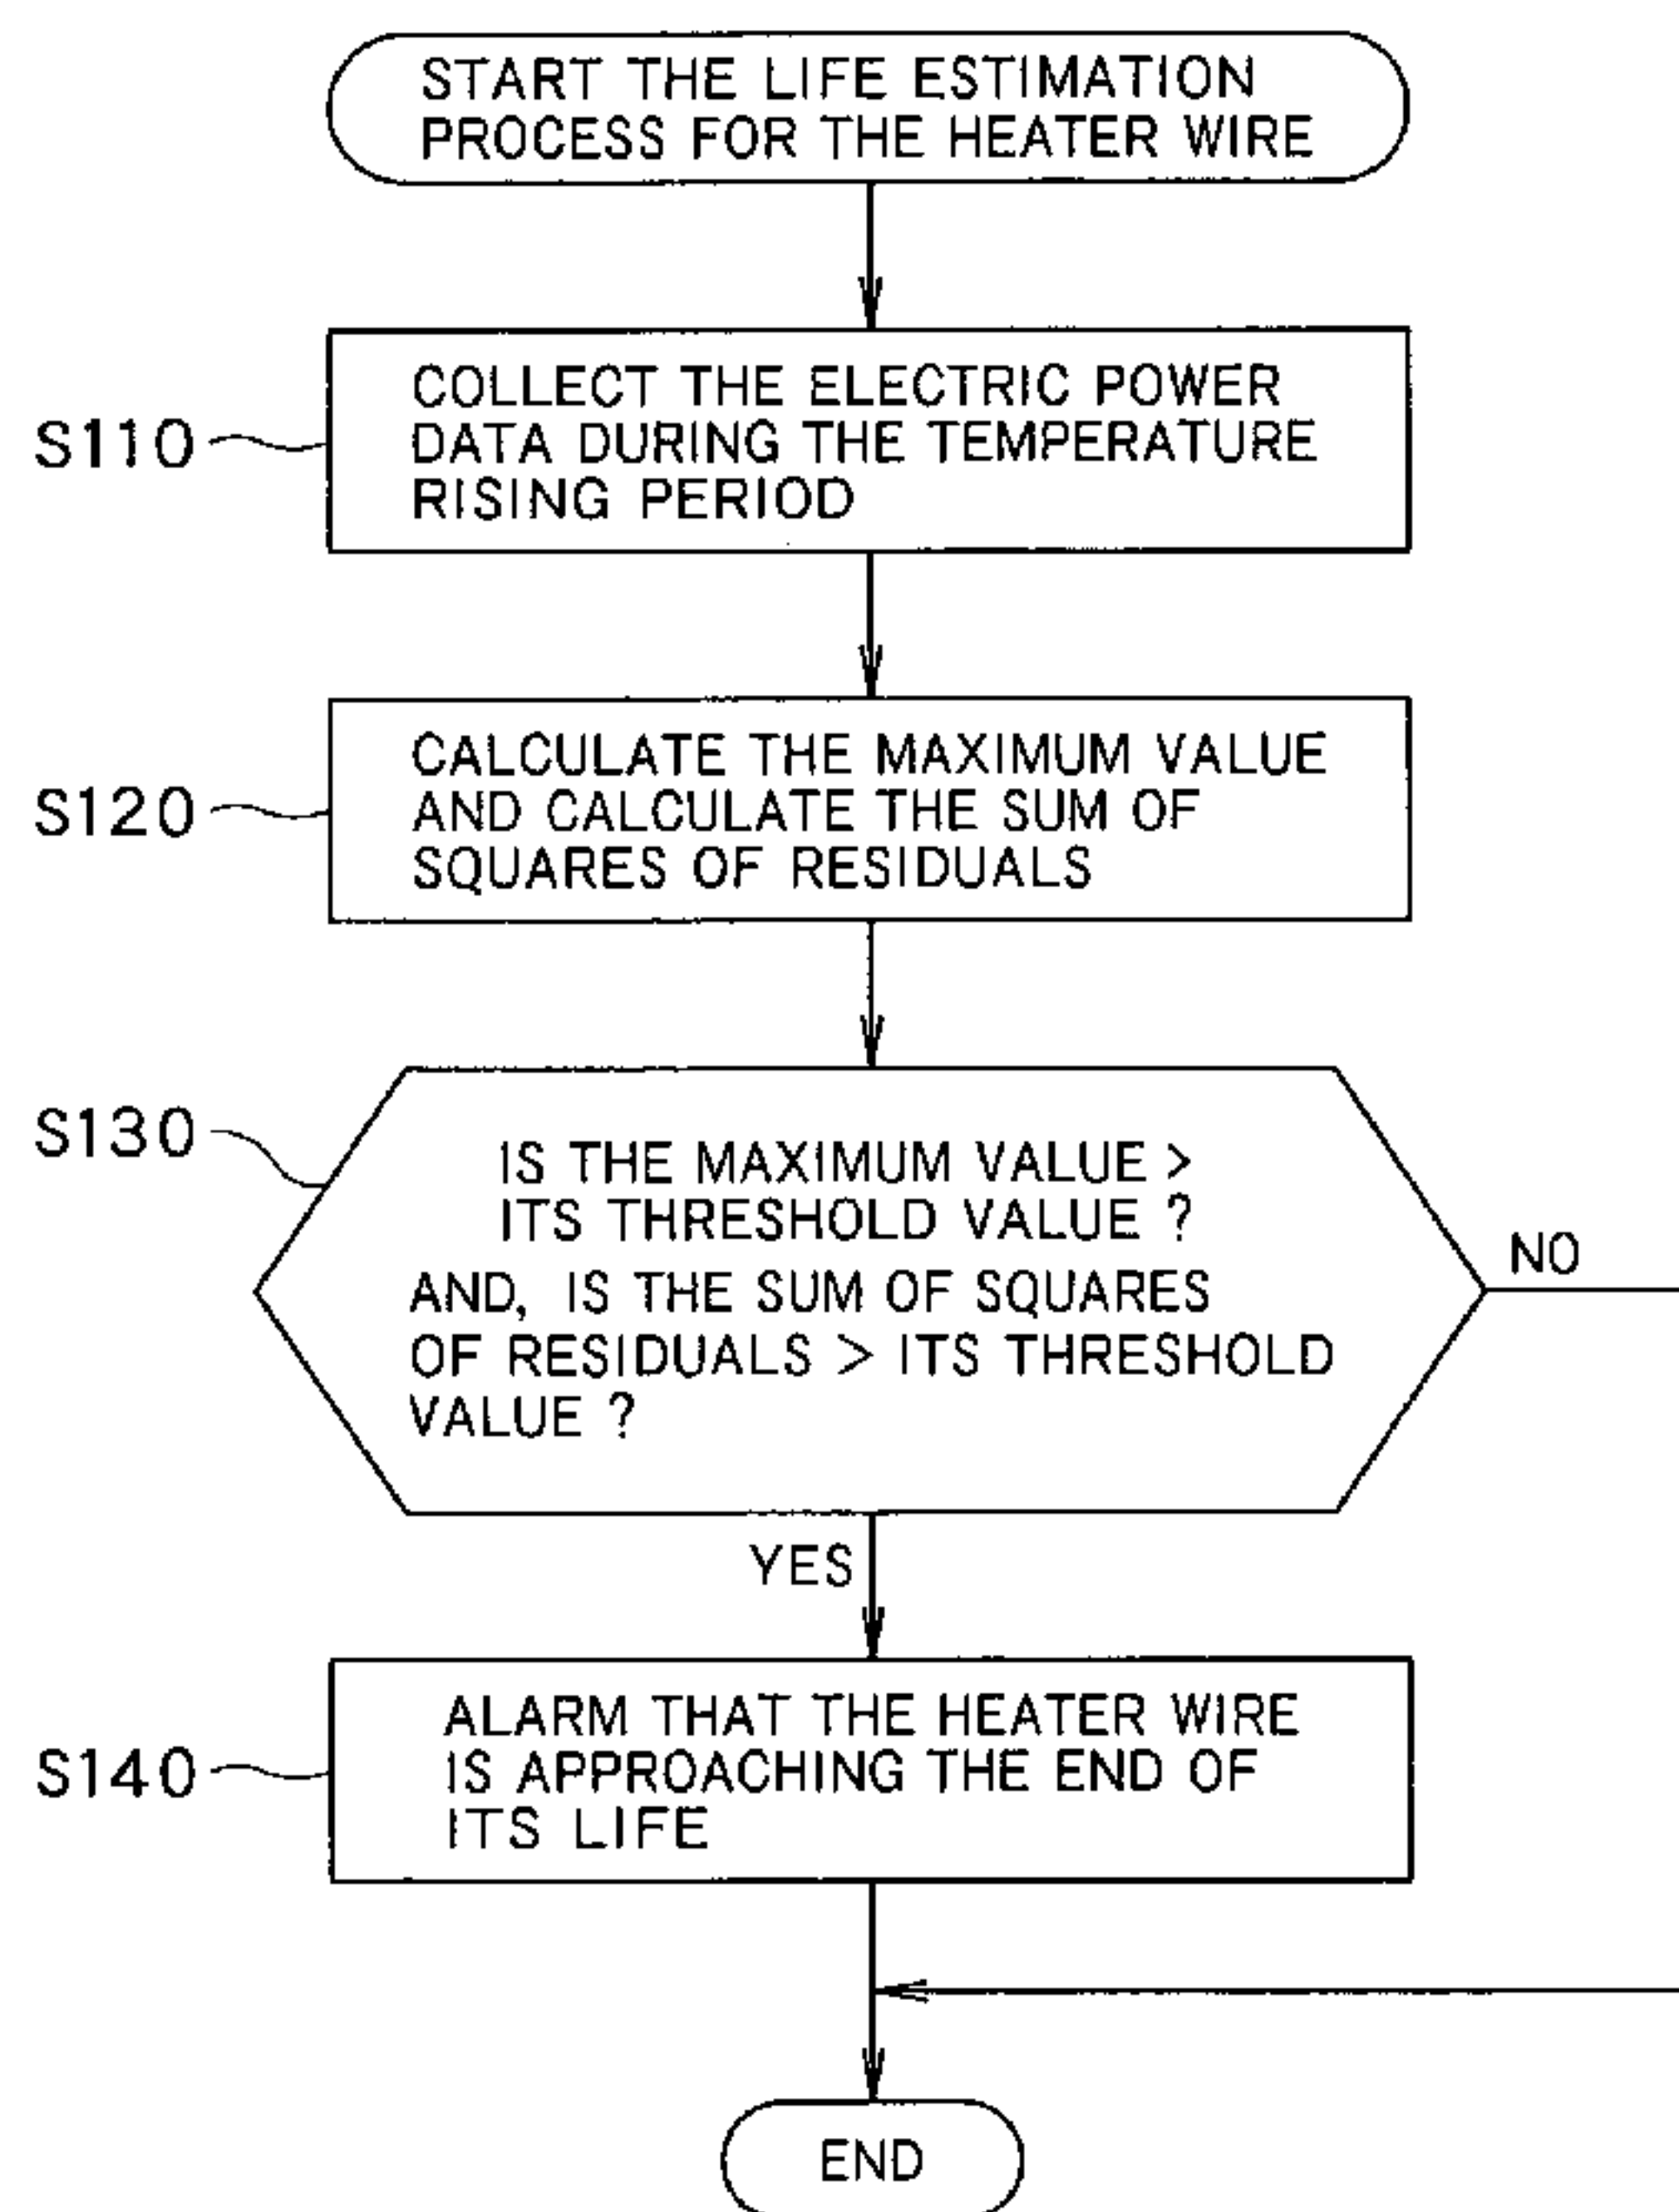 START THE LIFE ESTIMATION
PROCESS FOR THE HEATER WIRE
S110
COLLECT THE ELECTRIC POWER
DATA DURING THE TEMPERATURE
RISING PERIOD
S120
CALCULATE THE MAXIMUM VALUE
AND CALCULATE THE SUM OF
SQUARES OF RESIDUALS
S130
IS THE MAXIMUM VALUE >
ITS THRESHOLD VALUE ?
AND, IS THE SUM OF SQUARES
OF RESIDUALS > ITS THRESHOLD
VALUE ?
NO
YES
S140
ALARM THAT THE HEATER WIRE
IS APPROACHING THE END OF
ITS LIFE
END